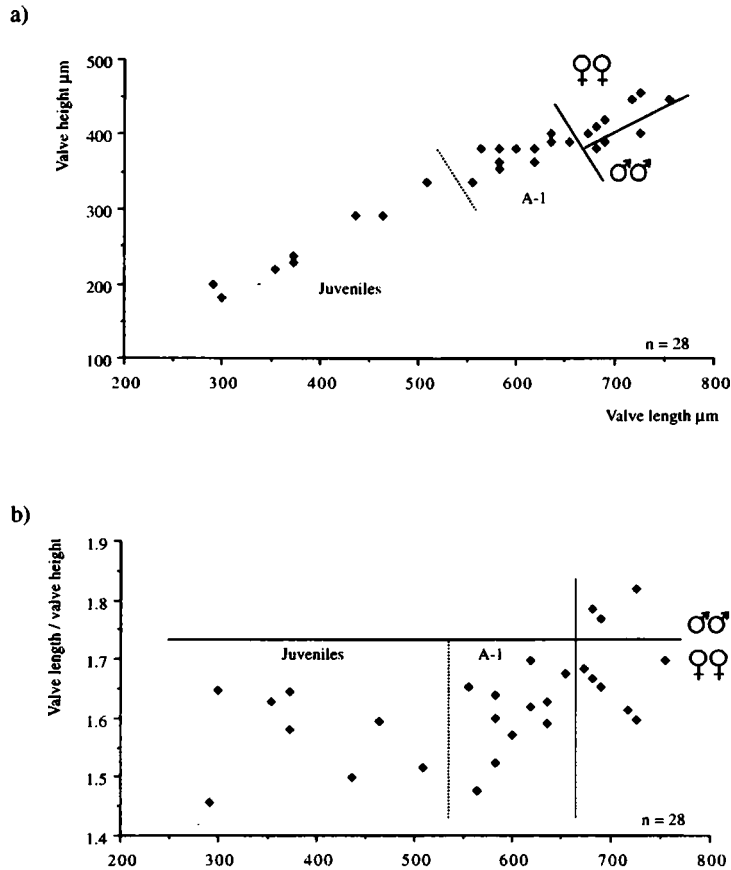 a)
Valve height µm
500
400
300
200
100
♀♀
♂♂
A-1
Juveniles
n = 28
200 300 400 500 600 700 800
Valve length µm
b)
Valve length / valve height
1.9
1.8
1.7
1.6
1.5
1.4
♂♂
♀♀
Juveniles A-1
n = 28
200 300 400 500 600 700 800